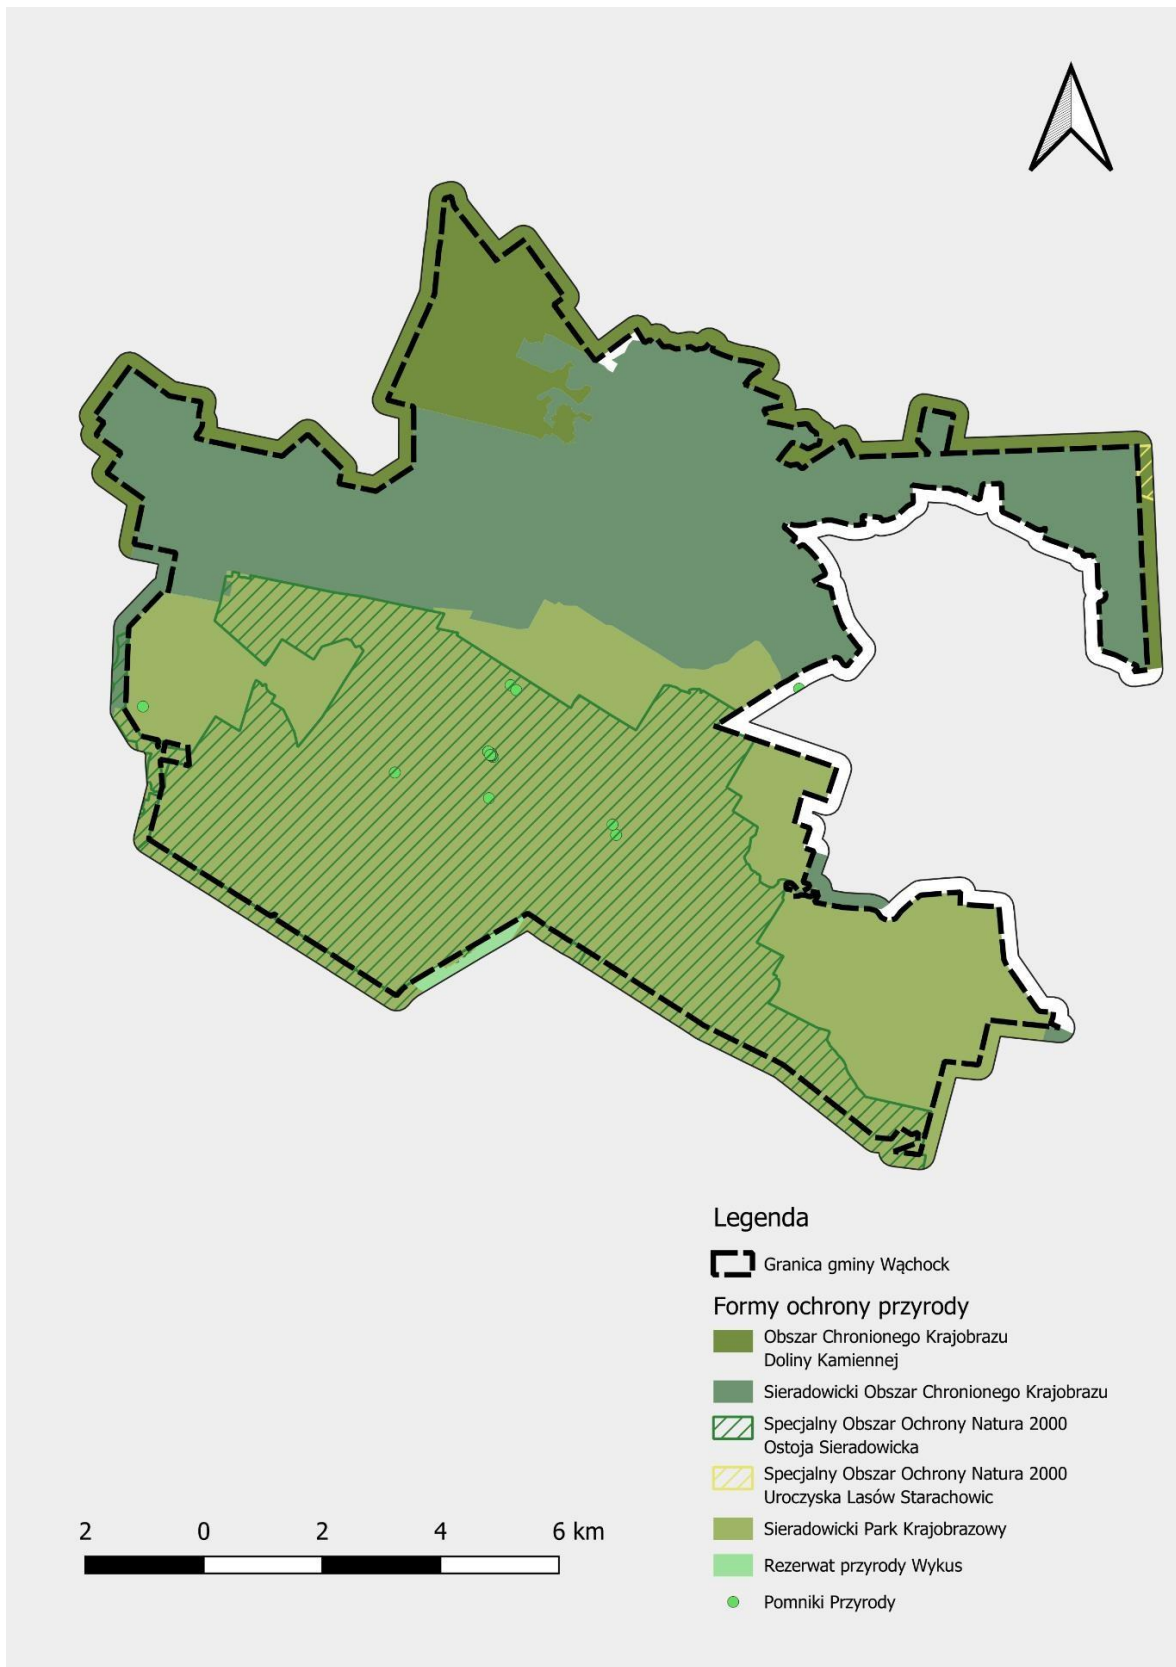 Legenda
Granica gminy Wąchock
Formy ochrony przyrody
Obszar Chronionego Krajobrazu
Doliny Kamiennej
Sieradowicki Obszar Chronionego Krajobrazu
Specjalny Obszar Ochrony Natura 2000
Ostoja Sieradowicka
Specjalny Obszar Ochrony Natura 2000
Uroczyska Lasów Starachowic
Sieradowicki Park Krajobrazowy
Rezerwat przyrody Wykus
Pomniki Przyrody
2 0 2 4 6 km